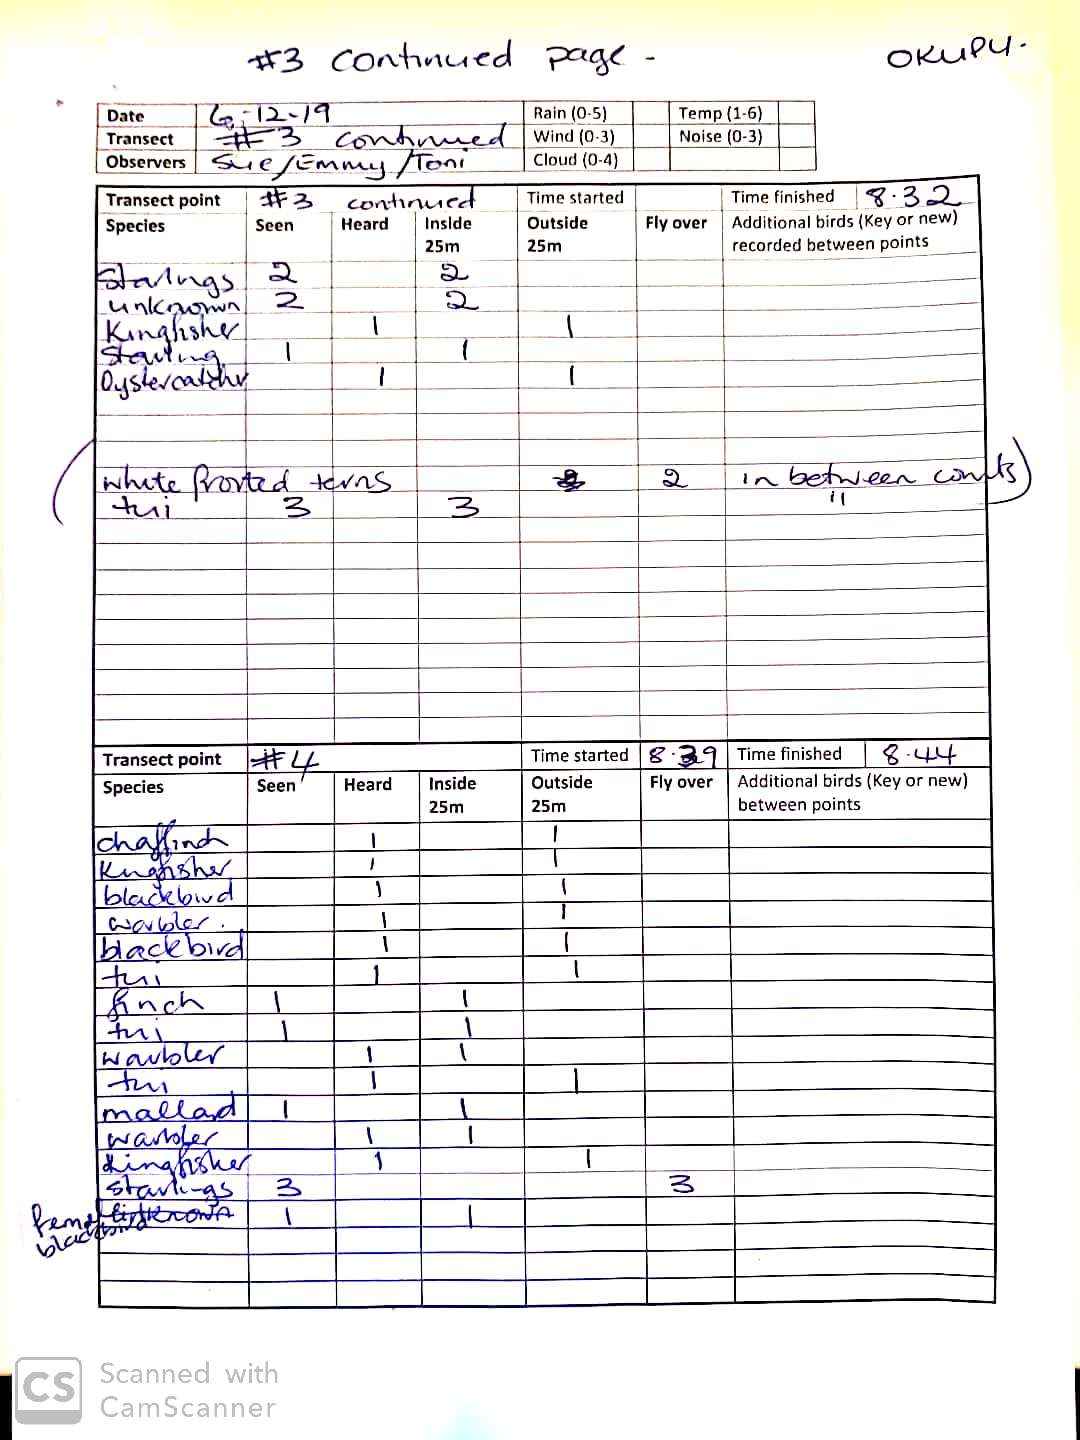 #3 Continued page -
OKUPU.
Date 6-12-19 Rain (0-5) Temp (1-6)
Transect #3 continued Wind (0-3) Noise (0-3)
Observers Sue/Emmy/Toni Cloud (0-4)
Transect point #3 continued Time started Time finished 8.32
Species Seen Heard Inside 25m Outside 25m Fly over Additional birds (Key or new) recorded between points
Starlings 2 2
unknown 2 2
Kingfisher 1 1
Starling 1 1
Oystercatcher 1 1
(white fronted terns 2 in between counts)
tui 3 3 "
Transect point #4 Time started 8.39 Time finished 8.44
Species Seen Heard Inside 25m Outside 25m Fly over Additional birds (Key or new) between points
chaffinch 1 1
Kingfisher 1 1
blackbird 1 1
warbler. 1 1
blackbird 1 1
tui 1 1
finch 1 1
tui 1 1
warbler 1 1
tui 1 1
mallard 1 1
warbler 1 1
kingfisher 1 1
starlings 3 3
unknown 1 1
blackbird
CS Scanned with
CamScanner